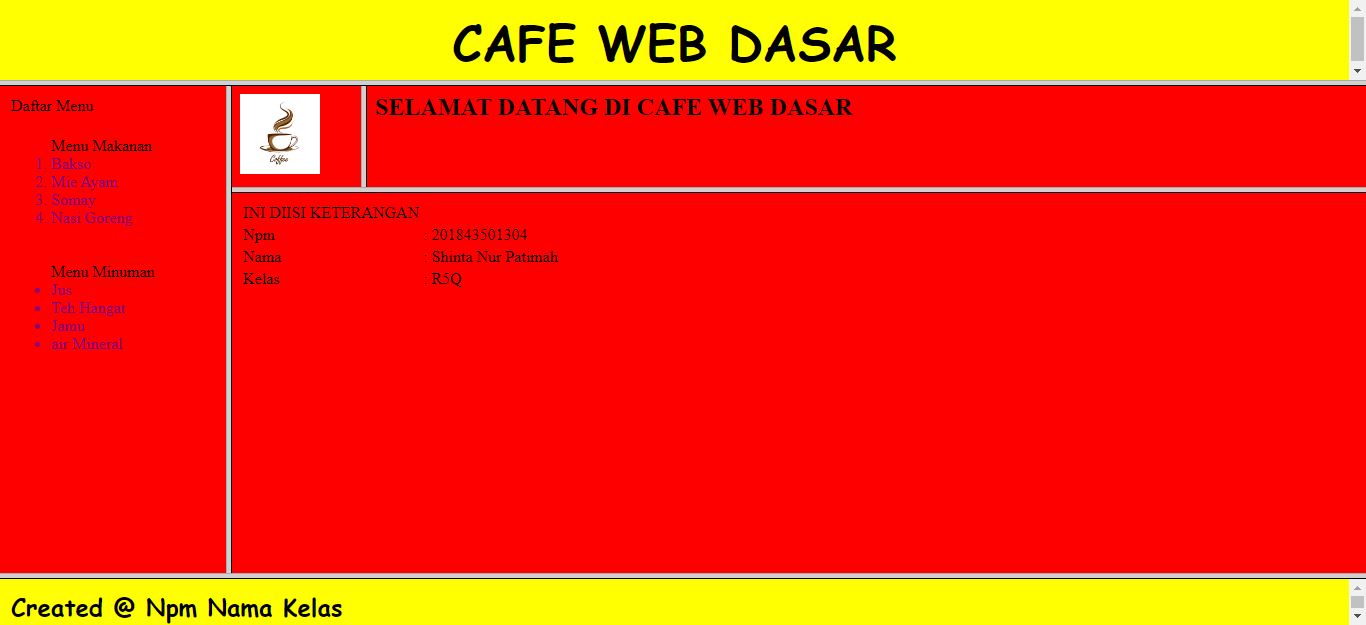 CAFE WEB DASAR
Daftar Menu
Menu Makanan
1. Bakso
2. Mie Ayam
3. Somay
4. Nasi Goreng
Menu Minuman
• Jus
• Teh Hangat
• Jamu
• air Mineral
Coffee
SELAMAT DATANG DI CAFE WEB DASAR
INI DIISI KETERANGAN
Npm : 201843501304
Nama : Shinta Nur Patimah
Kelas : R5Q
Created @ Npm Nama Kelas